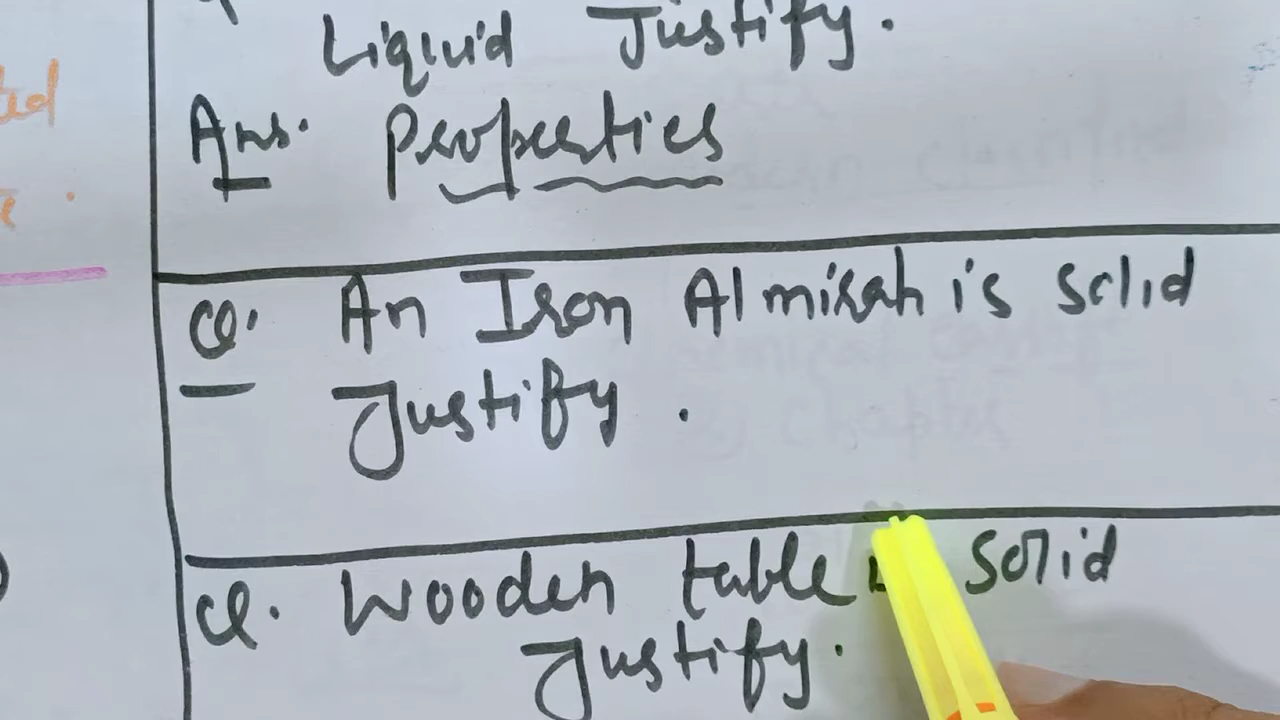 Liquid Justify.
Ans. Properties
Q. An Iron Almirah is solid
Justify.
Q. Wooden table solid
Justify.